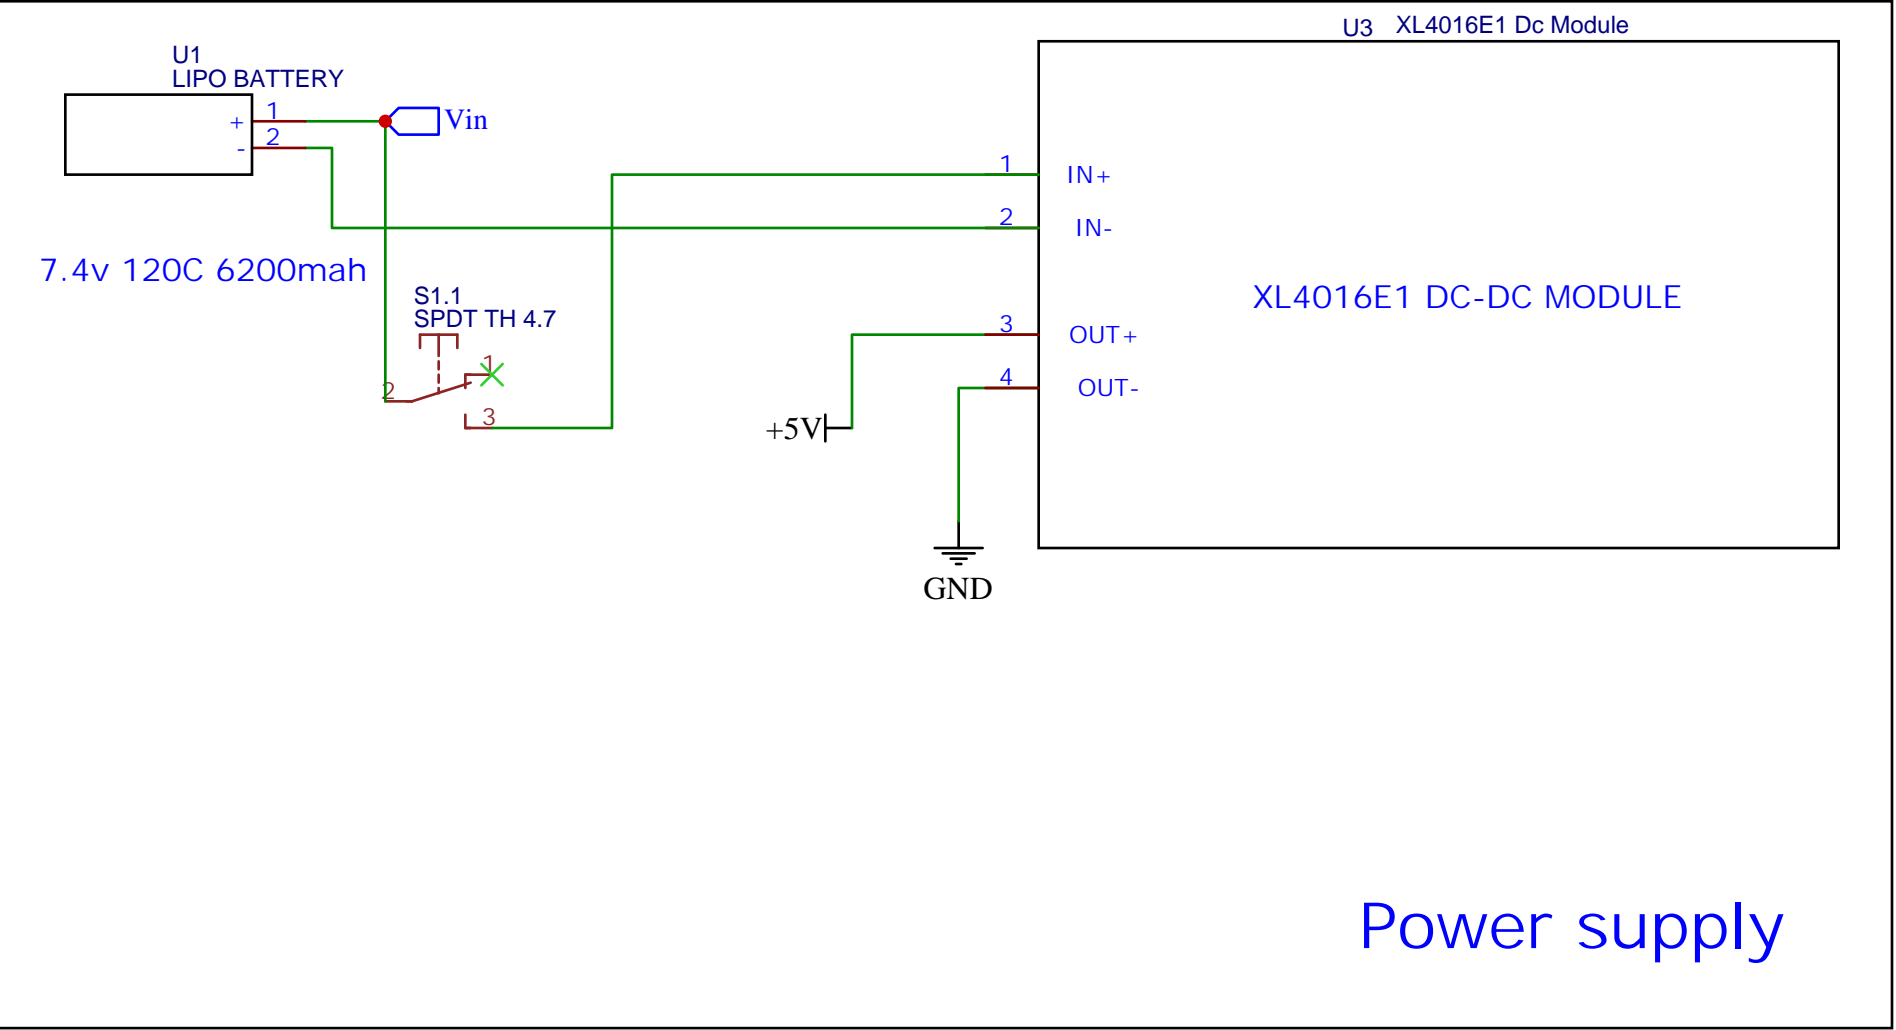 U3 XL4016E1 Dc Module
U1
LIPO BATTERY
+ 1
- 2
Vin
1 IN+
2 IN-
7.4v 120C 6200mah
S1.1
SPDT TH 4.7
1
2
3
XL4016E1 DC-DC MODULE
3 OUT+
4 OUT-
+5V
GND
Power supply